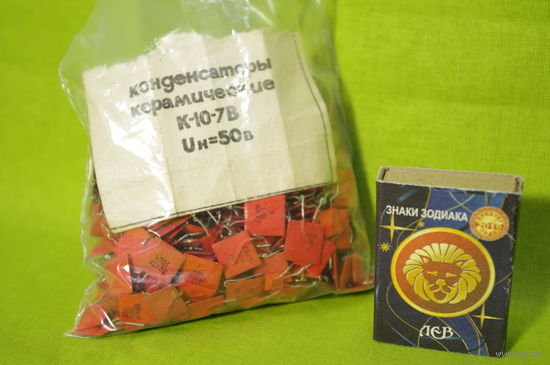 конденсаторы
керамические
К-10-7В
Uн=50в
ЗНАКИ ЗОДИАКА
ЛЕВ